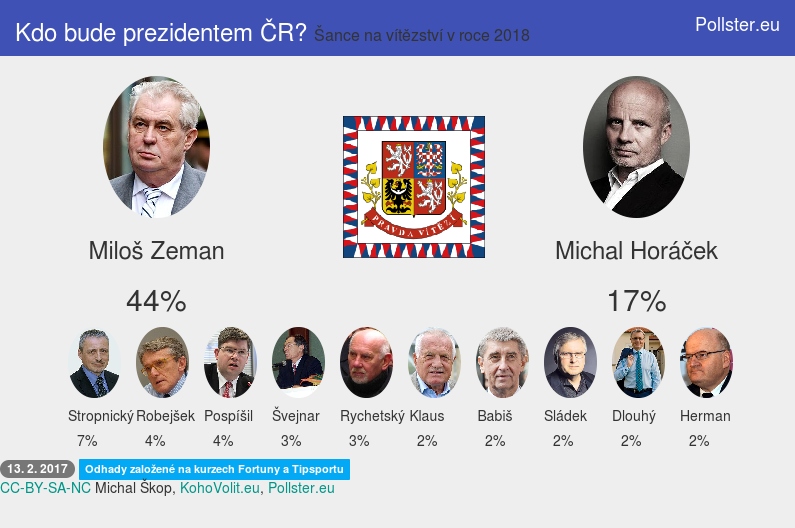 Kdo bude prezidentem ČR? Šance na vítězství v roce 2018
Pollster.eu
PRAVDA VÍTĚZÍ
Miloš Zeman
Michal Horáček
44%
17%
Stropnický Robejšek Pospíšil Švejnar Rychetský Klaus Babiš Sládek Dlouhý Herman
7% 4% 4% 3% 3% 2% 2% 2% 2% 2%
13. 2. 2017 Odhady založené na kurzech Fortuny a Tipsportu
CC-BY-SA-NC Michal Škop, KohoVolit.eu, Pollster.eu